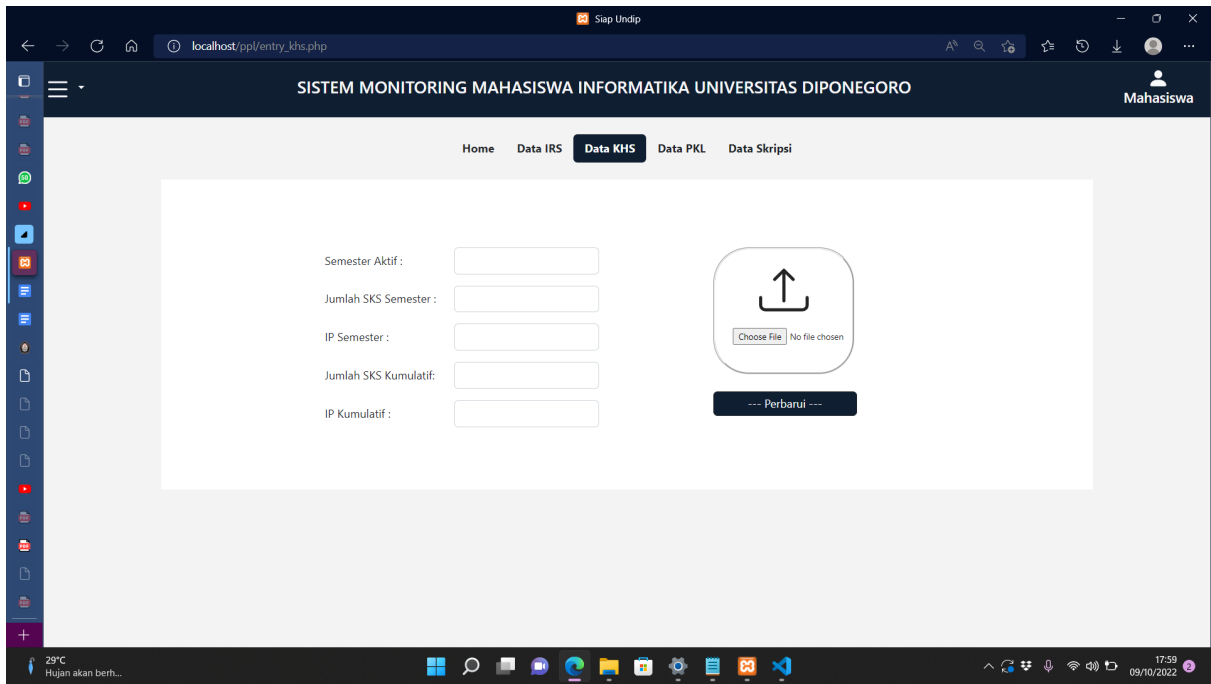 Siap Undip
localhost/ppl/entry_khs.php
SISTEM MONITORING MAHASISWA INFORMATIKA UNIVERSITAS DIPONEGORO
Mahasiswa
Home Data IRS Data KHS Data PKL Data Skripsi
Semester Aktif :
Jumlah SKS Semester :
IP Semester :
Jumlah SKS Kumulatif:
IP Kumulatif :
Choose File No file chosen
--- Perbarui ---
29°C
Hujan akan berh...
17:59
09/10/2022
2